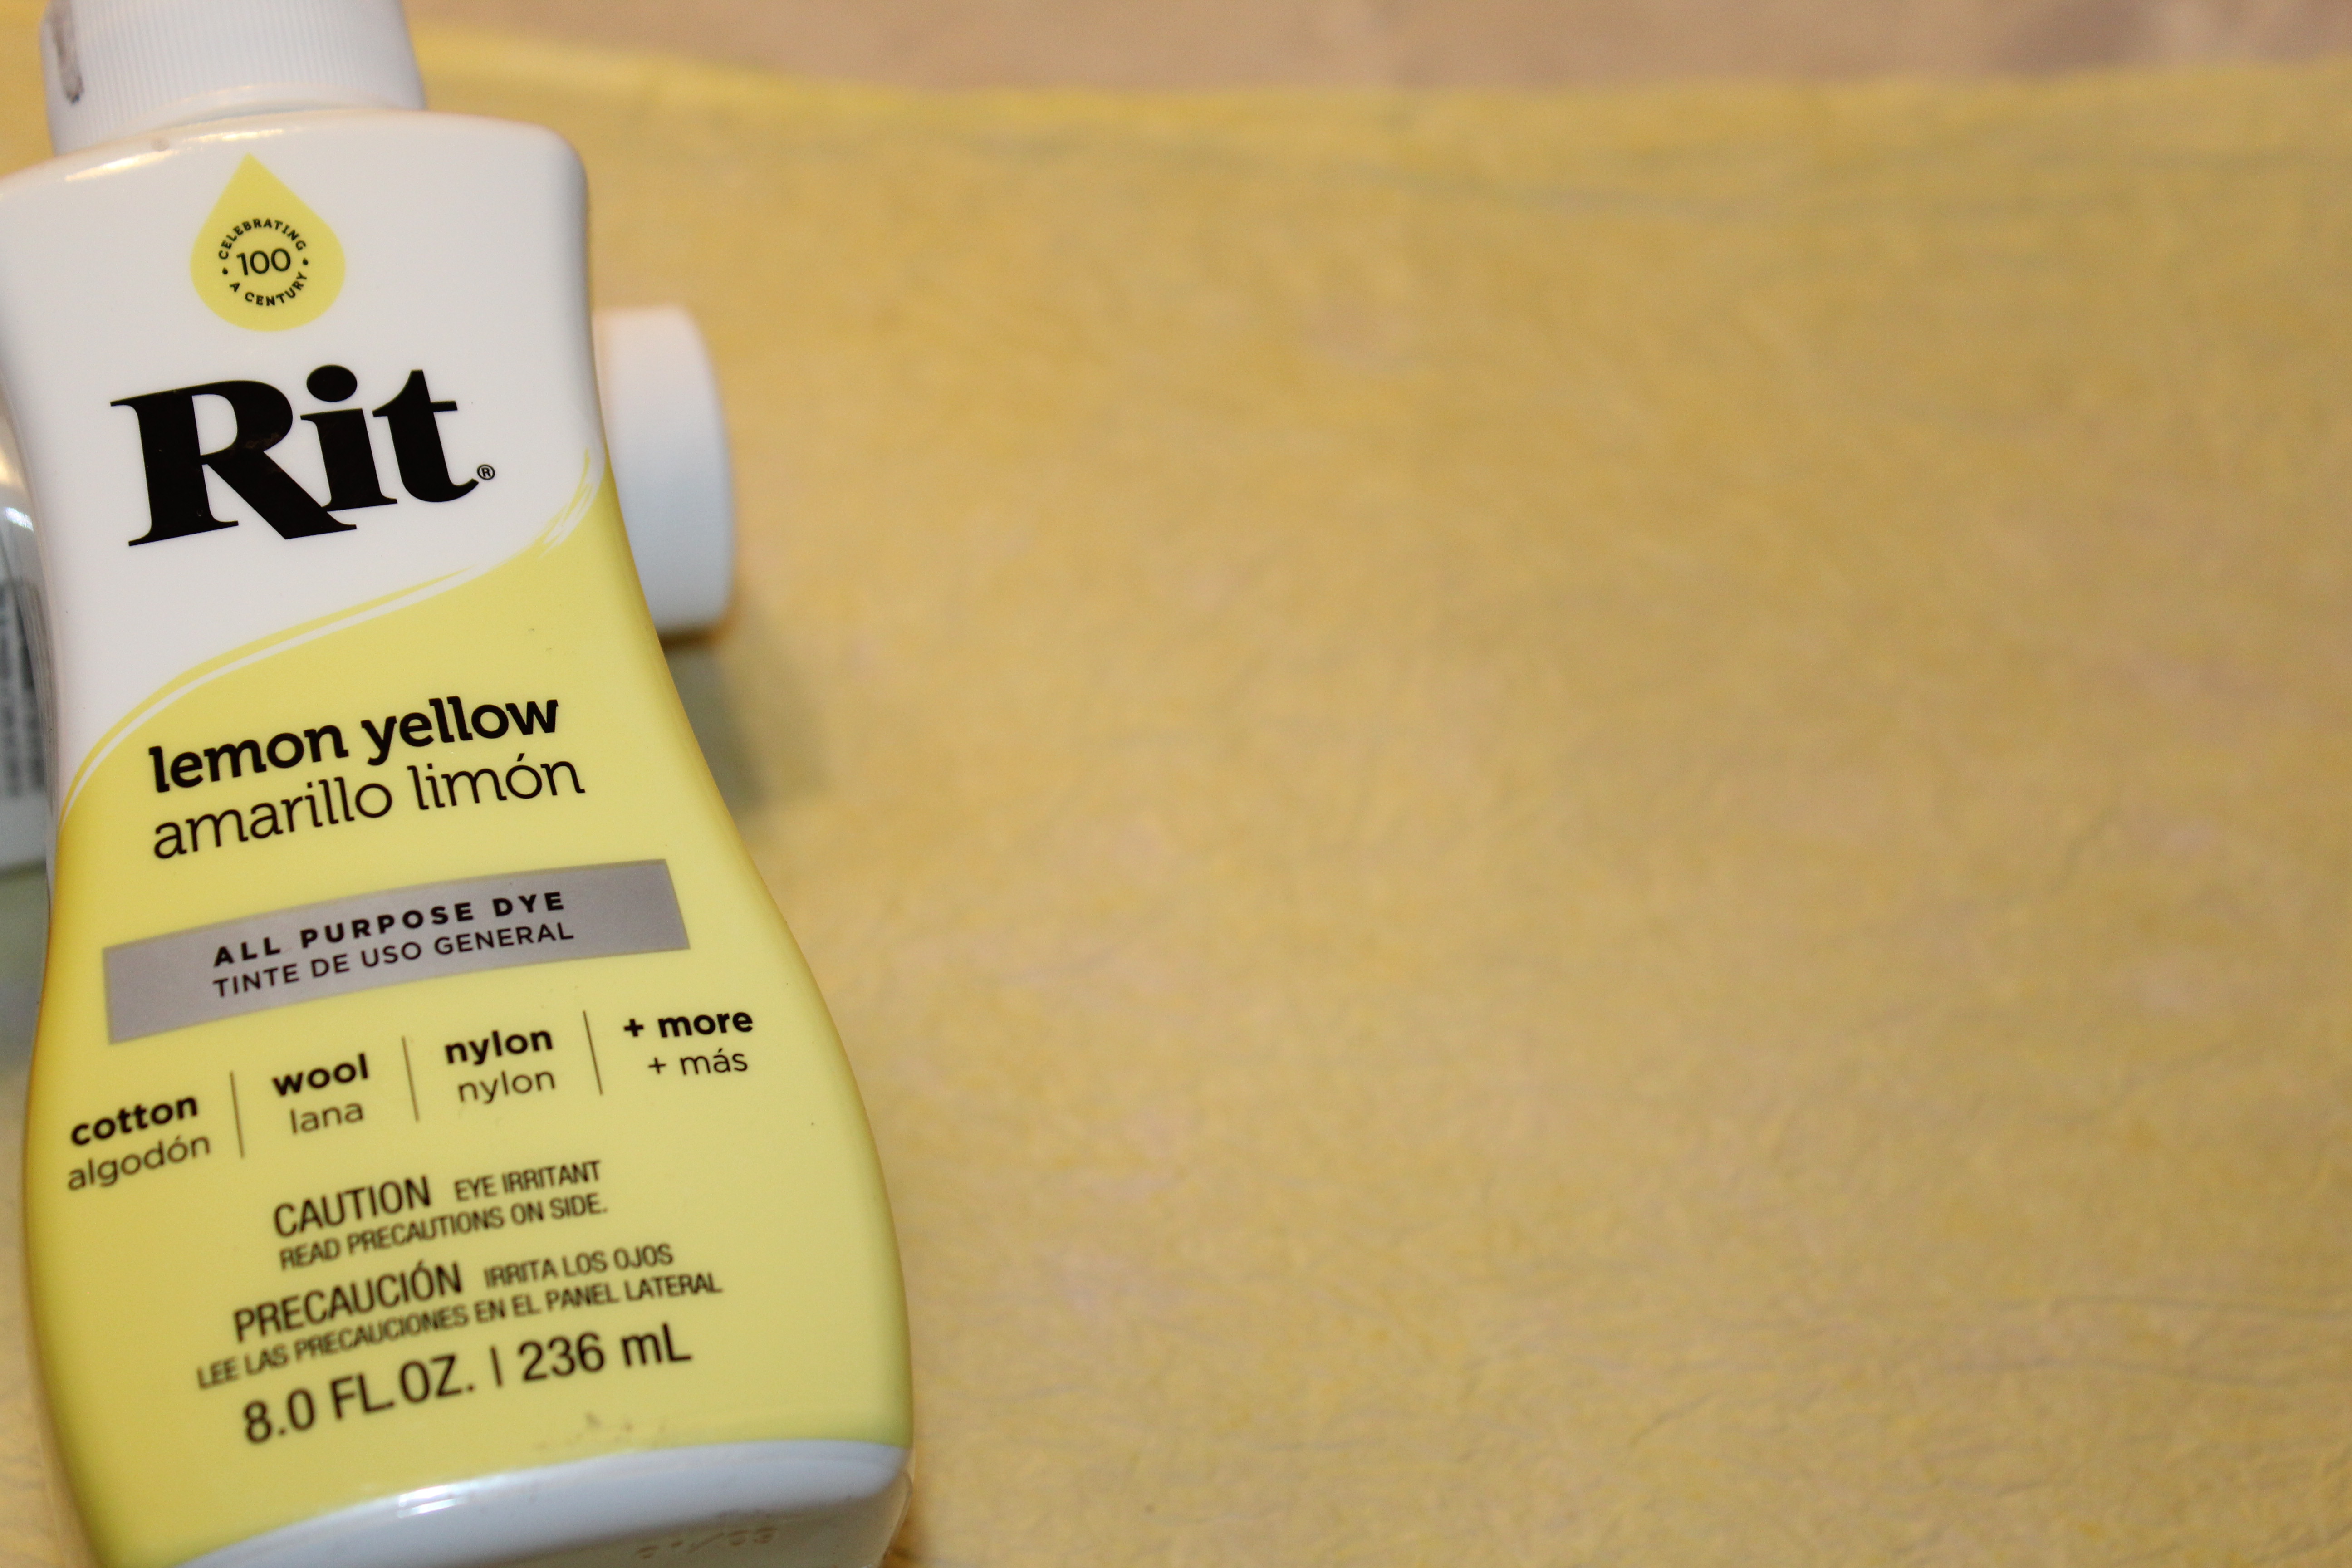 CELEBRATING
100
A CENTURY
Rit®
lemon yellow
amarillo limón
ALL PURPOSE DYE
TINTE DE USO GENERAL
cotton | wool | nylon | + more
algodón | lana | nylon | + más
CAUTION EYE IRRITANT
READ PRECAUTIONS ON SIDE.
PRECAUCIÓN IRRITA LOS OJOS
LEE LAS PRECAUCIONES EN EL PANEL LATERAL
8.0 FL.OZ. | 236 mL